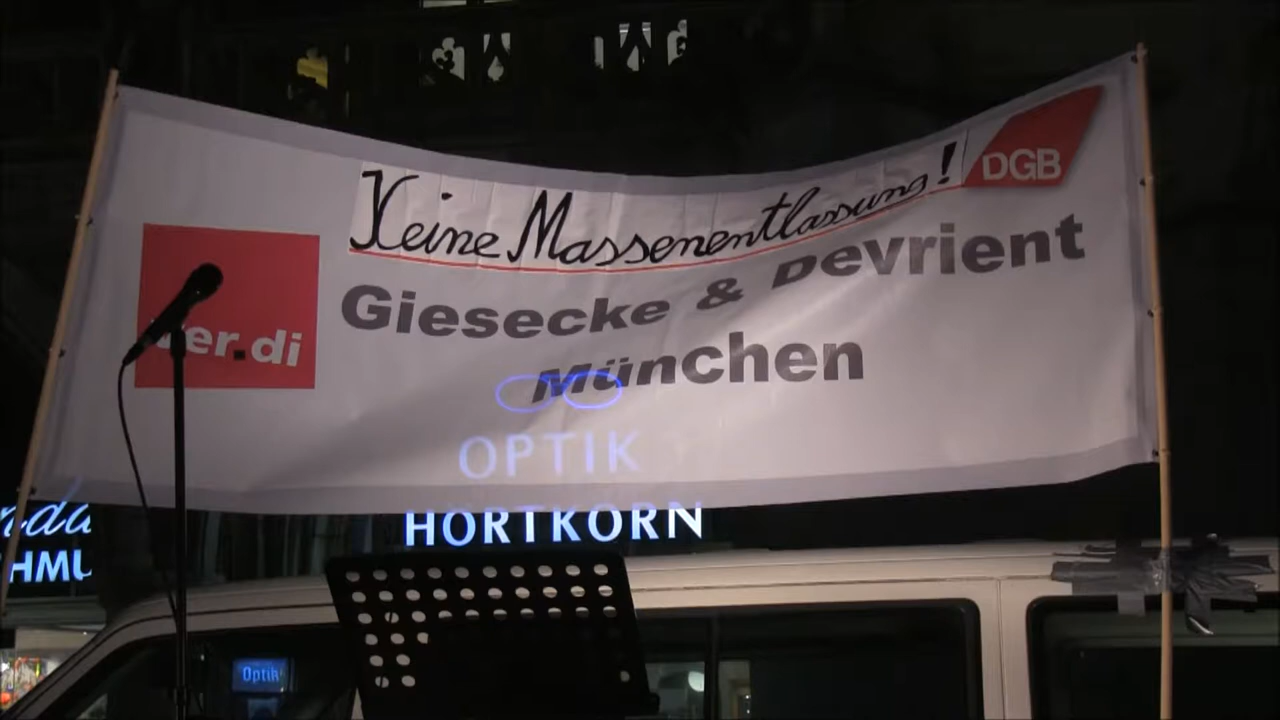 Keine Massenentlassung!
DGB
Giesecke & Devrient
München
ver.di
OPTIK
HORTKORN
Optik